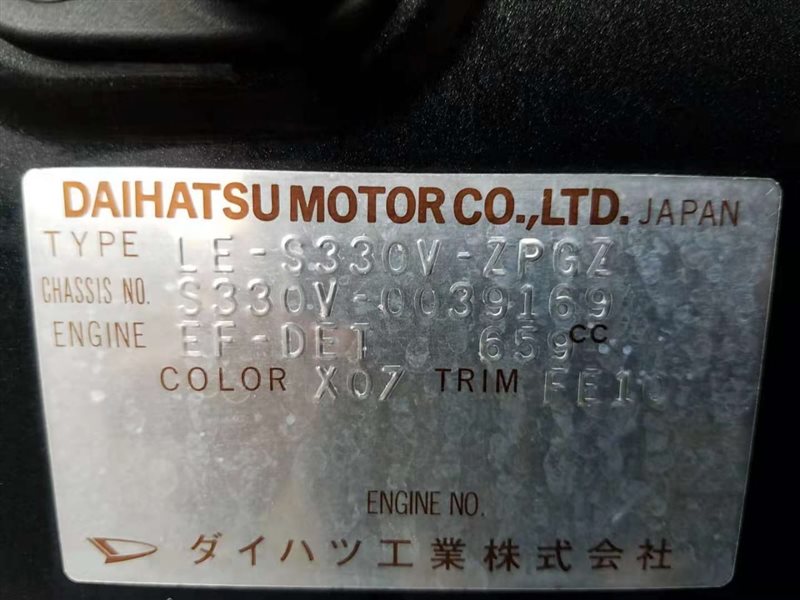 DAIHATSU MOTOR CO.,LTD. JAPAN
TYPE LE-S330V-ZPGZ
CHASSIS NO. S330V-0039169
ENGINE EF-DET 659 CC
COLOR X07 TRIM FE10
ENGINE NO.
ダイハツ工業株式会社